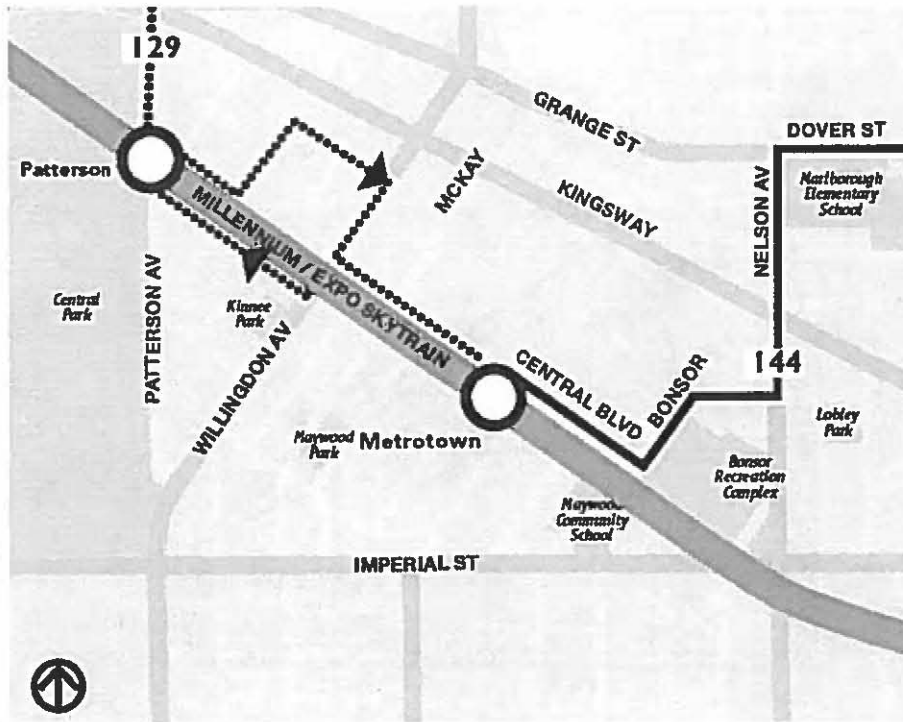 129
GRANGE ST
DOVER ST
Patterson
MCKAY
KINGSWAY
NELSON AV
Marlborough
Elementary
School
MILLENNIUM / EXPO SKYTRAIN
Central
Park
PATTERSON AV
Kinnee
Park
WILLINGDON AV
CENTRAL BLVD
BONSOR
144
Lobley
Park
Maywood
Park
Metrotown
Bonsor
Recreation
Complex
Maywood
Community
School
IMPERIAL ST